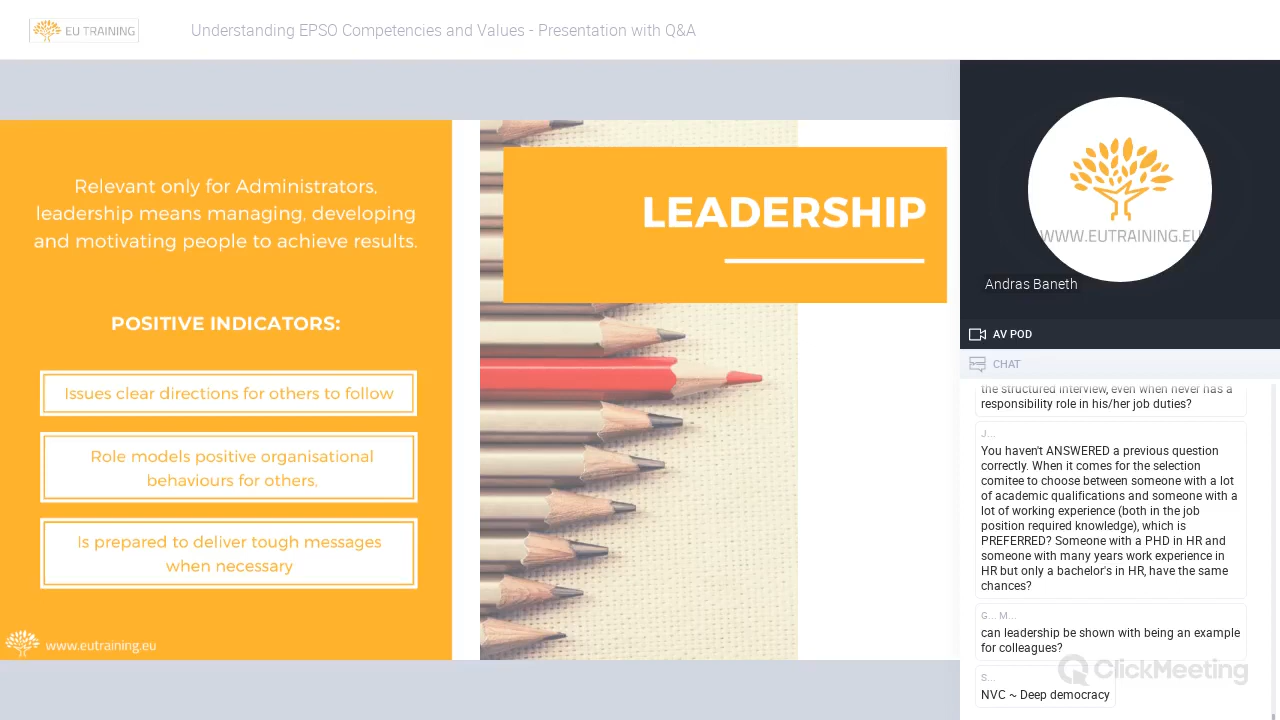 EU TRAINING
Understanding EPSO Competencies and Values - Presentation with Q&A
Relevant only for Administrators,
leadership means managing, developing
and motivating people to achieve results.
POSITIVE INDICATORS:
Issues clear directions for others to follow
Role models positive organisational
behaviours for others.
Is prepared to deliver tough messages
when necessary
www.eutraining.eu
LEADERSHIP
WWW.EUTRAINING.EU
Andras Baneth
AV POD
CHAT
the structured interview, even when never has a
responsibility role in his/her job duties?
J...
You haven't ANSWERED a previous question
correctly. When it comes for the selection
comitee to choose between someone with a lot
of academic qualifications and someone with a
lot of working experience (both in the job
position required knowledge), which is
PREFERRED? Someone with a PHD in HR and
someone with many years work experience in
HR but only a bachelor's in HR, have the same
chances?
G... M...
can leadership be shown with being an example
for colleagues?
S...
NVC ~ Deep democracy
ClickMeeting